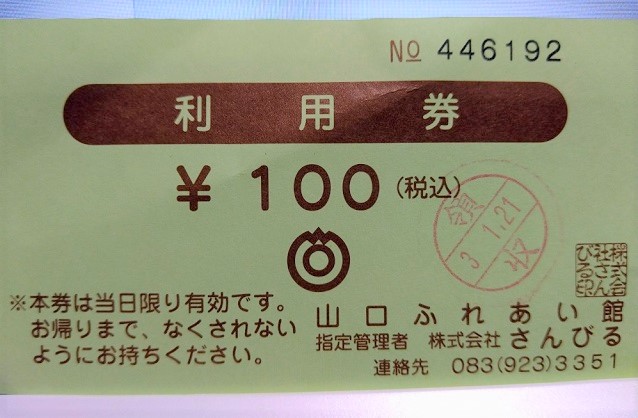 № 446192
利用券
¥100(税込)
領収
3.1.21
株式会社さんびる印
※本券は当日限り有効です。
お帰りまで、なくされない
ようにお持ちください。
山口ふれあい館
指定管理者 株式会社さんびる
連絡先 083(923)3351